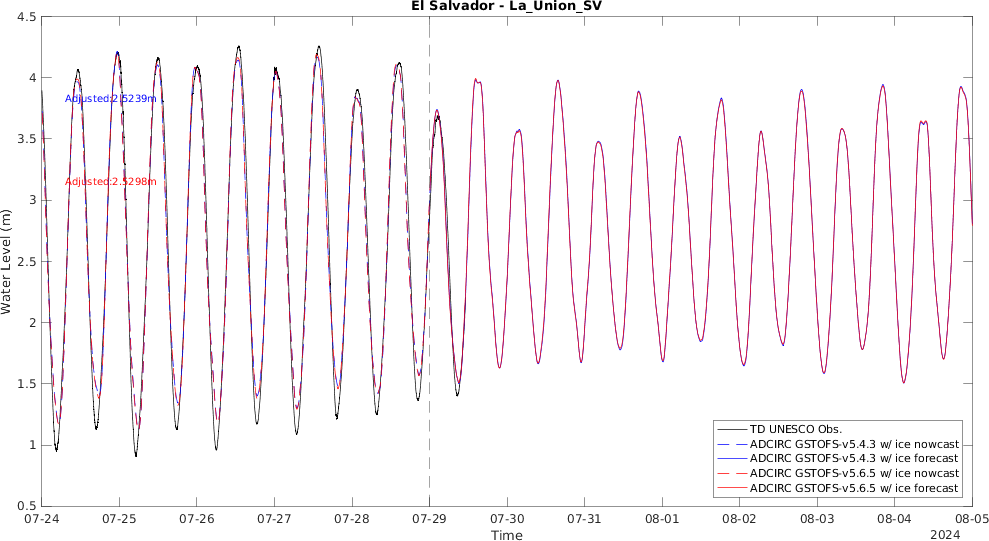 El Salvador - La_Union_SV
4.5
4
3.5
3
2.5
2
1.5
1
0.5
Water Level (m)
Adjusted:2.5239m
Adjusted:2.5298m
TD UNESCO Obs.
ADCIRC GSTOFS-v5.4.3 w/ ice nowcast
ADCIRC GSTOFS-v5.4.3 w/ ice forecast
ADCIRC GSTOFS-v5.6.5 w/ ice nowcast
ADCIRC GSTOFS-v5.6.5 w/ ice forecast
07-24 07-25 07-26 07-27 07-28 07-29 07-30 07-31 08-01 08-02 08-03 08-04 08-05
Time
2024